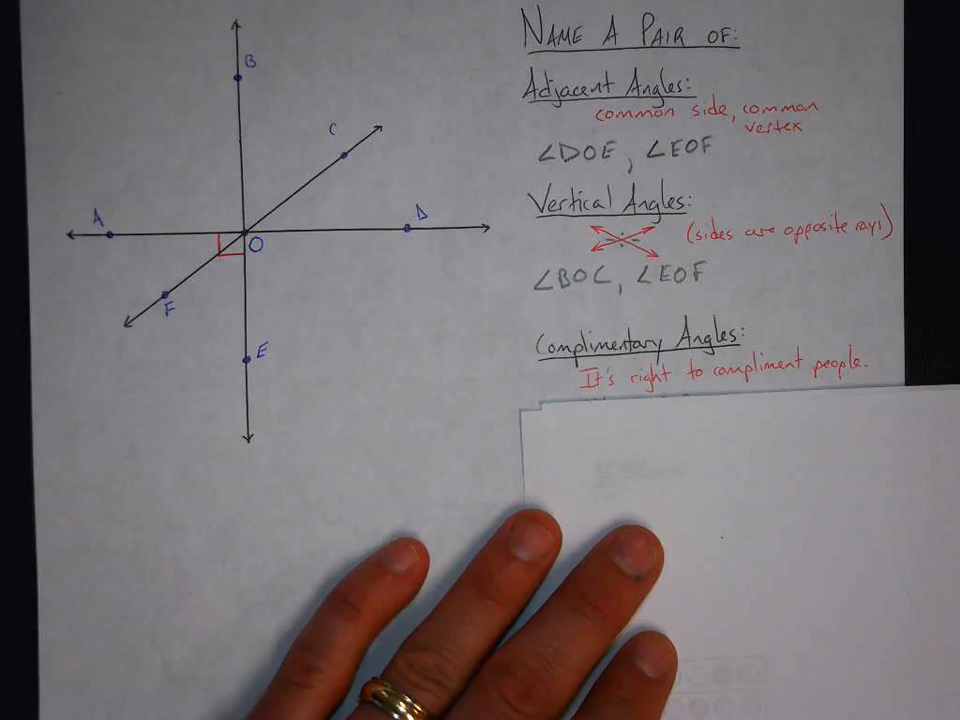 NAME A PAIR OF:
Adjacent Angles:
common side, common
vertex
∠DOE, ∠EOF
Vertical Angles:
(sides are opposite rays)
∠BOC, ∠EOF
Complimentary Angles:
It's right to compliment people.
B
C
A
D
O
F
E